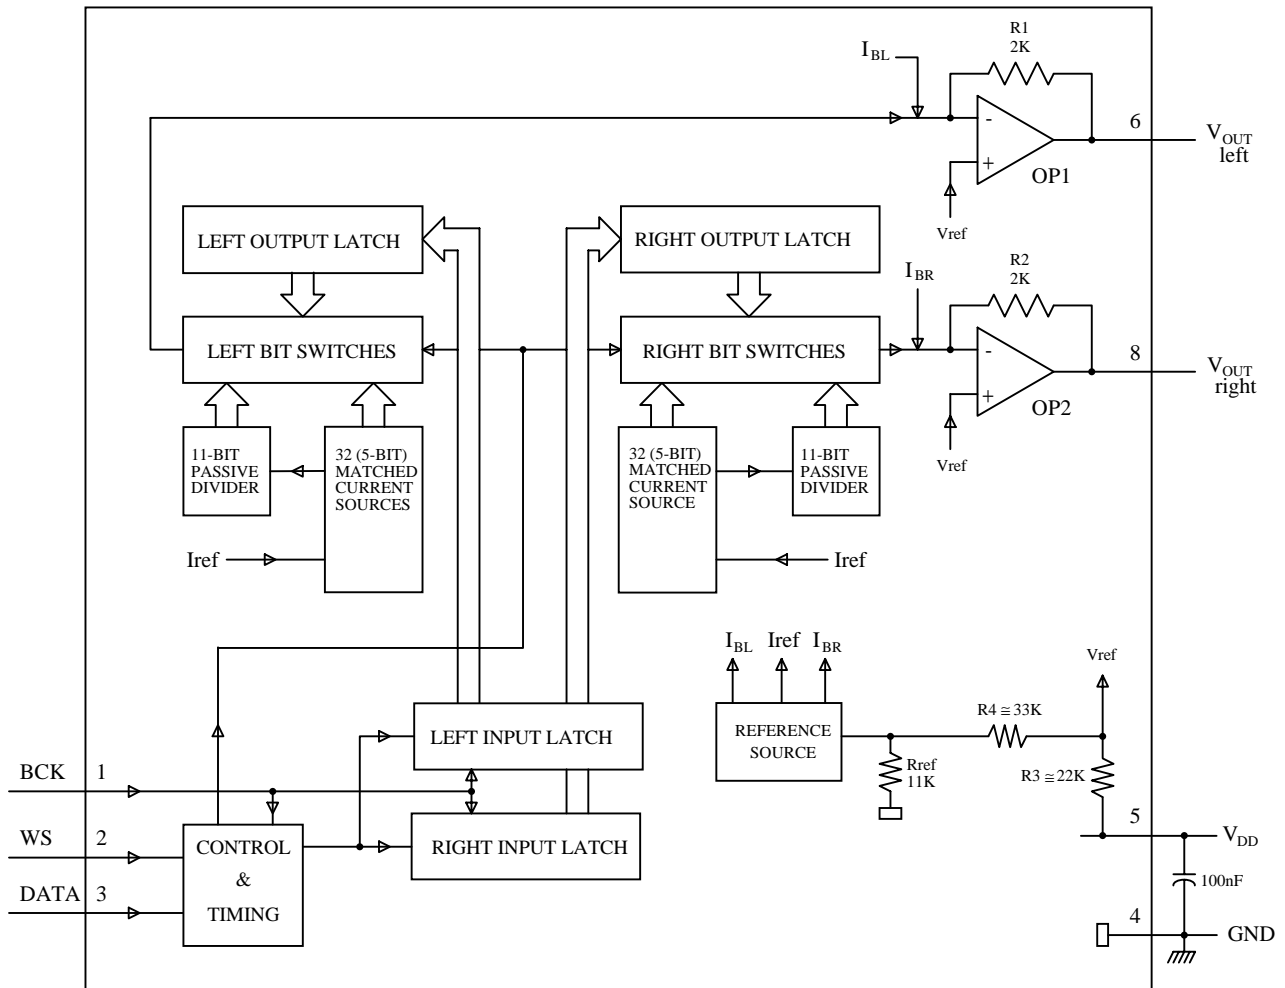 R1
2K
I BL
6
V OUT
left
-
+
OP1
Vref
LEFT OUTPUT LATCH
RIGHT OUTPUT LATCH
R2
2K
I BR
LEFT BIT SWITCHES
RIGHT BIT SWITCHES
8
V OUT
right
-
+
OP2
Vref
11-BIT
PASSIVE
DIVIDER
32 (5-BIT)
MATCHED
CURRENT
SOURCES
32 (5-BIT)
MATCHED
CURRENT
SOURCE
11-BIT
PASSIVE
DIVIDER
Iref
Iref
I BL
Iref
I BR
Vref
REFERENCE
SOURCE
R4 ≅ 33K
Rref
11K
R3 ≅ 22K
LEFT INPUT LATCH
BCK 1
5
V DD
WS 2
CONTROL
&
TIMING
RIGHT INPUT LATCH
100nF
DATA 3
4
GND